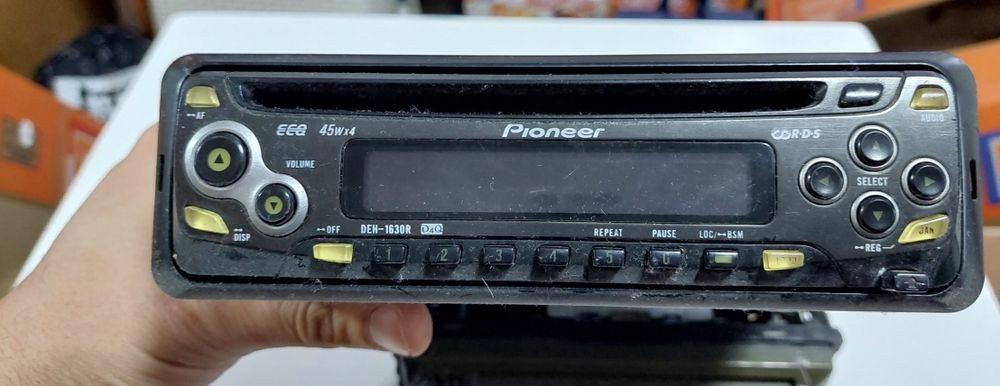 AF
EEQ 45Wx4
Pioneer
R·D·S
AUDIO
VOLUME
SELECT
DISP
OFF
DEH-1630R D4Q
REPEAT
PAUSE
LOC/BSM
REG
1
2
3
4
5
6